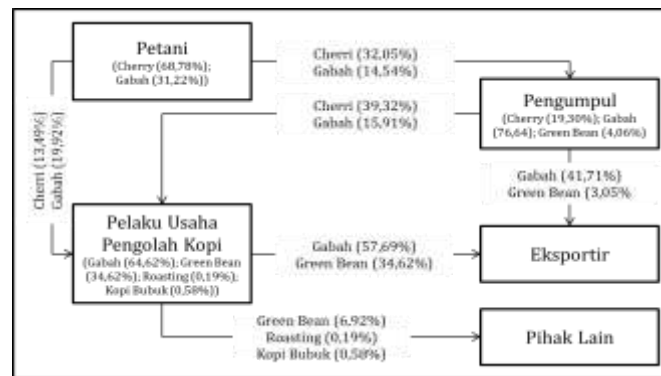 Petani
(Cherry (68,78%);
Gabah (31,22%))
Cherri (32,05%)
Gabah (14,54%)
Cherri (39,32%)
Gabah (15,91%)
Pengumpul
(Cherry (19,30%); Gabah
(76,64); Green Bean (4,06%)
Cherri (13,49%)
Gabah (19,92%)
Gabah (41,71%)
Green Bean (3,05%
Pelaku Usaha
Pengolah Kopi
(Gabah (64,62%); Green Bean
(34,62%); Roasting (0,19%);
Kopi Bubuk (0,58%))
Gabah (57,69%)
Green Bean (34,62%)
Eksportir
Green Bean (6,92%)
Roasting (0,19%)
Kopi Bubuk (0,58%)
Pihak Lain